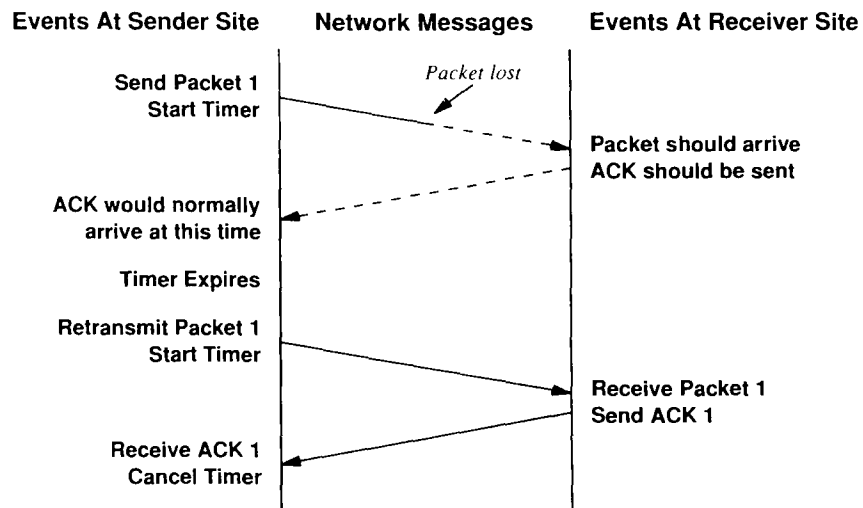 Events At Sender Site
Network Messages
Events At Receiver Site
Packet lost
Send Packet 1
Start Timer
Packet should arrive
ACK should be sent
ACK would normally
arrive at this time
Timer Expires
Retransmit Packet 1
Start Timer
Receive Packet 1
Send ACK 1
Receive ACK 1
Cancel Timer